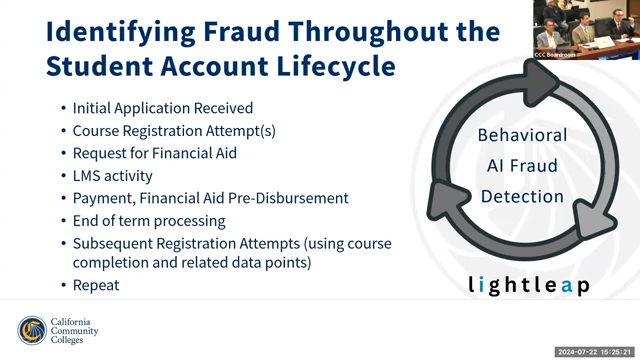 Identifying Fraud Throughout the
Student Account Lifecycle
• Initial Application Received
• Course Registration Attempt(s)
• Request for Financial Aid
• LMS activity
• Payment, Financial Aid Pre-Disbursement
• End of term processing
• Subsequent Registration Attempts (using course
completion and related data points)
• Repeat
CCC Boardroom
Behavioral
AI Fraud
Detection
lightleap
California
Community
Colleges
2024-07-22 15:25:21